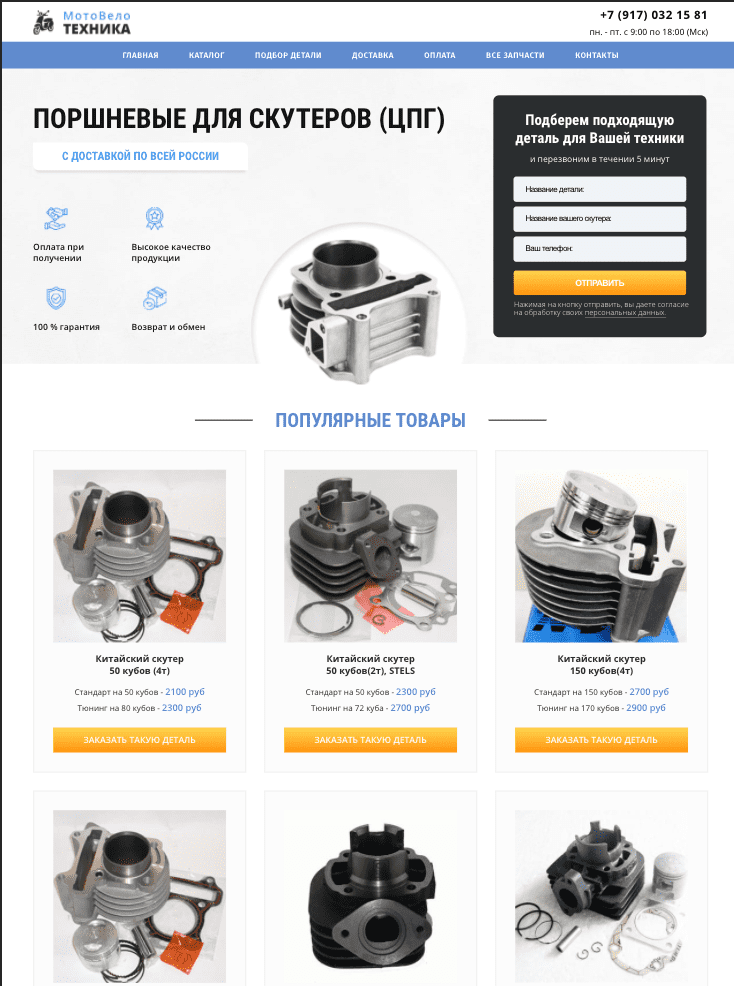 МотоВело
ТЕХНИКА
+7 (917) 032 15 81
пн. - пт. с 9:00 по 18:00 (Мск)
ГЛАВНАЯ КАТАЛОГ ПОДБОР ДЕТАЛИ ДОСТАВКА ОПЛАТА ВСЕ ЗАПЧАСТИ КОНТАКТЫ
ПОРШНЕВЫЕ ДЛЯ СКУТЕРОВ (ЦПГ)
С ДОСТАВКОЙ ПО ВСЕЙ РОССИИ
Оплата при
получении
Высокое качество
продукции
100 % гарантия
Возврат и обмен
Подберем подходящую
деталь для Вашей техники
и перезвоним в течении 5 минут
Название детали:
Название вашего скутера:
Ваш телефон:
ОТПРАВИТЬ
Нажимая на кнопку отправить, вы даете согласие
на обработку своих персональных данных.
ПОПУЛЯРНЫЕ ТОВАРЫ
Китайский скутер
50 кубов (4т)
Стандарт на 50 кубов - 2100 руб
Тюнинг на 80 кубов - 2300 руб
ЗАКАЗАТЬ ТАКУЮ ДЕТАЛЬ
Китайский скутер
50 кубов(2т), STELS
Стандарт на 50 кубов - 2300 руб
Тюнинг на 72 куба - 2700 руб
ЗАКАЗАТЬ ТАКУЮ ДЕТАЛЬ
Китайский скутер
150 кубов(4т)
Стандарт на 150 кубов - 2700 руб
Тюнинг на 170 кубов - 2900 руб
ЗАКАЗАТЬ ТАКУЮ ДЕТАЛЬ